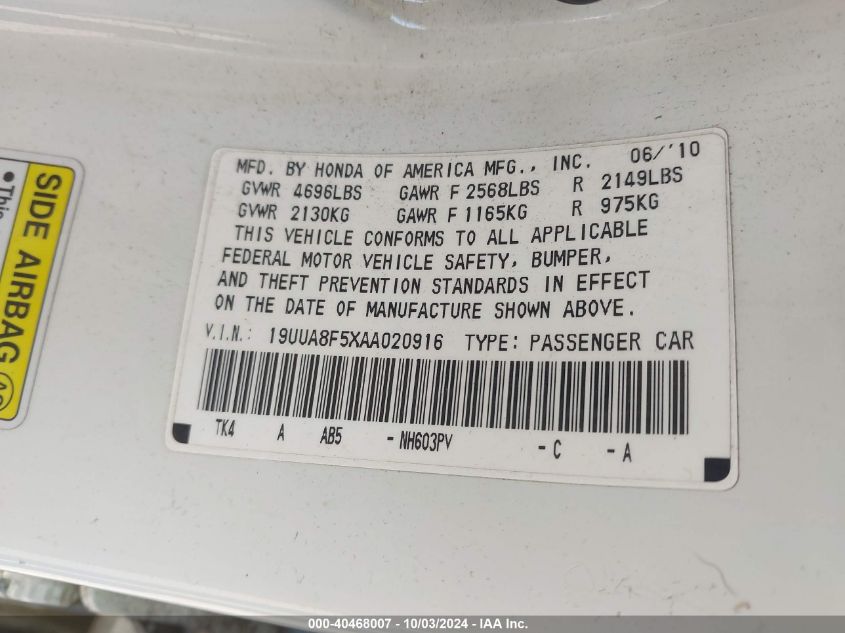 MFD. BY HONDA OF AMERICA MFG., INC. 06/'10
GVWR 4696LBS GAWR F 2568LBS R 2149LBS
GVWR 2130KG GAWR F 1165KG R 975KG
THIS VEHICLE CONFORMS TO ALL APPLICABLE
FEDERAL MOTOR VEHICLE SAFETY, BUMPER,
AND THEFT PREVENTION STANDARDS IN EFFECT
ON THE DATE OF MANUFACTURE SHOWN ABOVE.
V.I.N.: 19UUA8F5XAA020916 TYPE: PASSENGER CAR
TK4 A AB5 - NH603PV - C - A
SIDE AIRBAG
•This
000-40468007 - 10/03/2024 - IAA Inc.